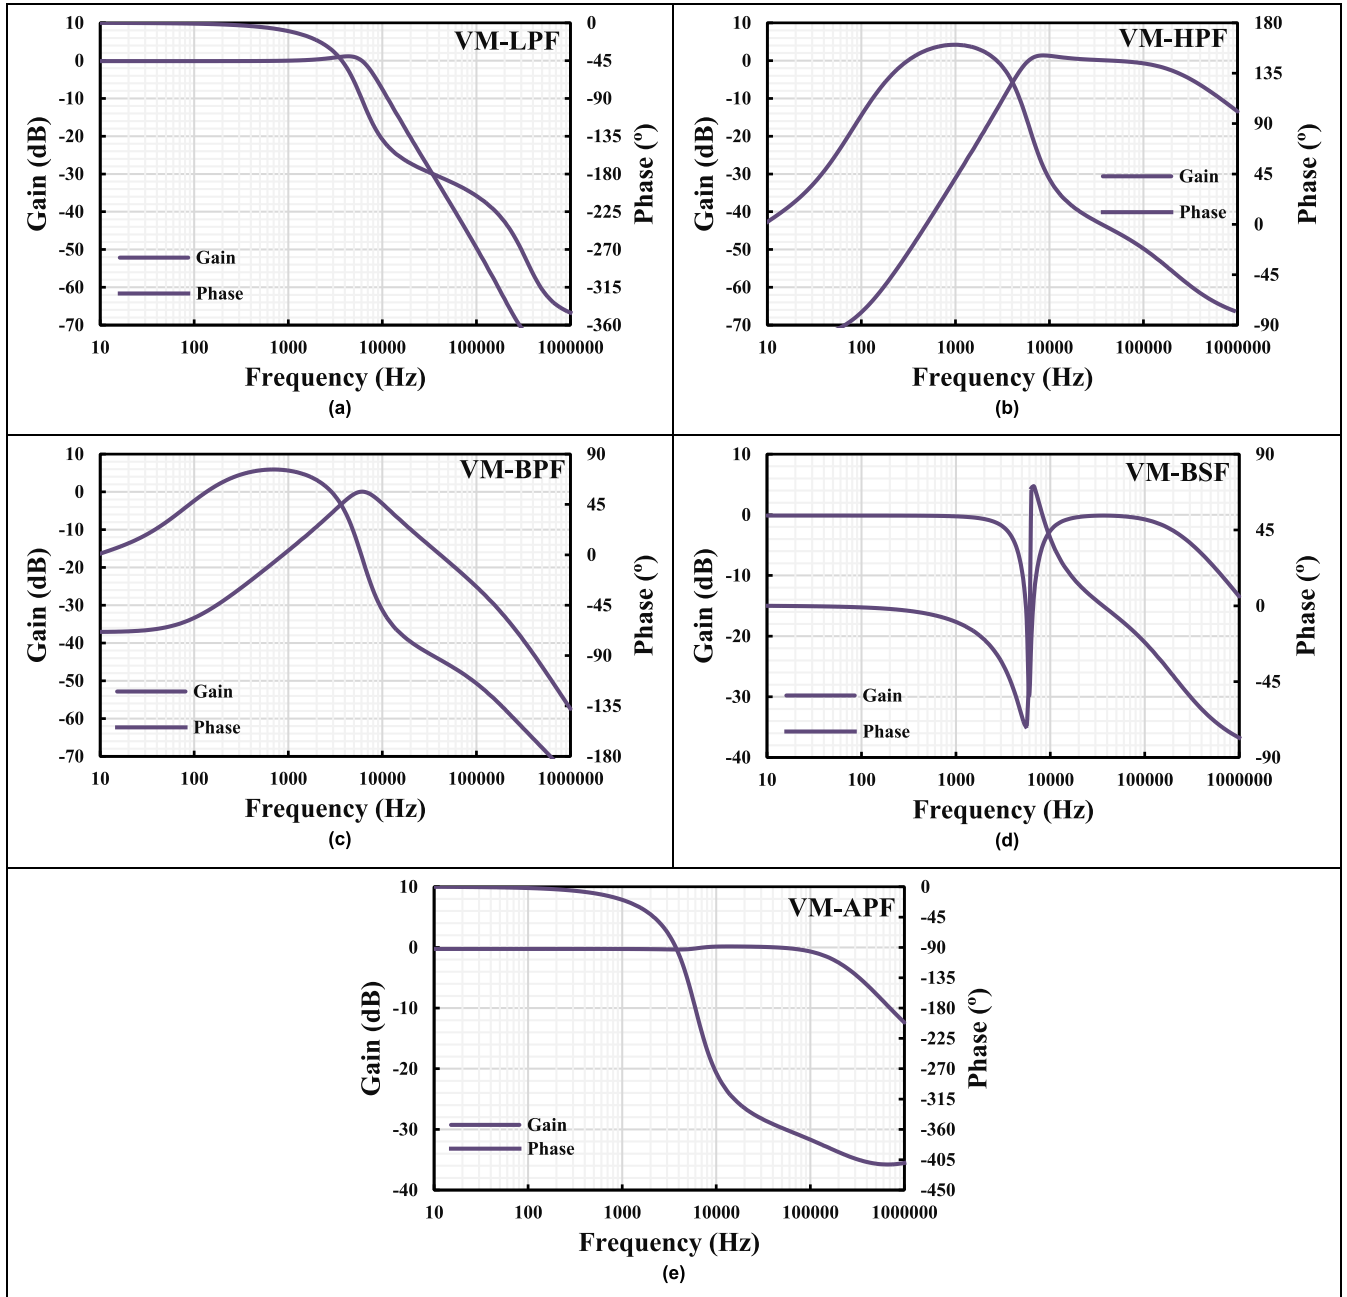 VM-LPF
10
0
-10
-20
-30
-40
-50
-60
-70
Gain (dB)
0
-45
-90
-135
-180
-225
-270
-315
-360
Phase (º)
Gain
Phase
10 100 1000 10000 100000 1000000
Frequency (Hz)
(a)
VM-HPF
10
0
-10
-20
-30
-40
-50
-60
-70
Gain (dB)
180
135
90
45
0
-45
-90
Phase (º)
Gain
Phase
10 100 1000 10000 100000 1000000
Frequency (Hz)
(b)
VM-BPF
10
0
-10
-20
-30
-40
-50
-60
-70
Gain (dB)
90
45
0
-45
-90
-135
-180
Phase (º)
Gain
Phase
10 100 1000 10000 100000 1000000
Frequency (Hz)
(c)
VM-BSF
10
0
-10
-20
-30
-40
Gain (dB)
90
45
0
-45
-90
Phase (º)
Gain
Phase
10 100 1000 10000 100000 1000000
Frequency (Hz)
(d)
VM-APF
10
0
-10
-20
-30
-40
Gain (dB)
0
-45
-90
-135
-180
-225
-270
-315
-360
-405
-450
Phase (º)
Gain
Phase
10 100 1000 10000 100000 1000000
Frequency (Hz)
(e)